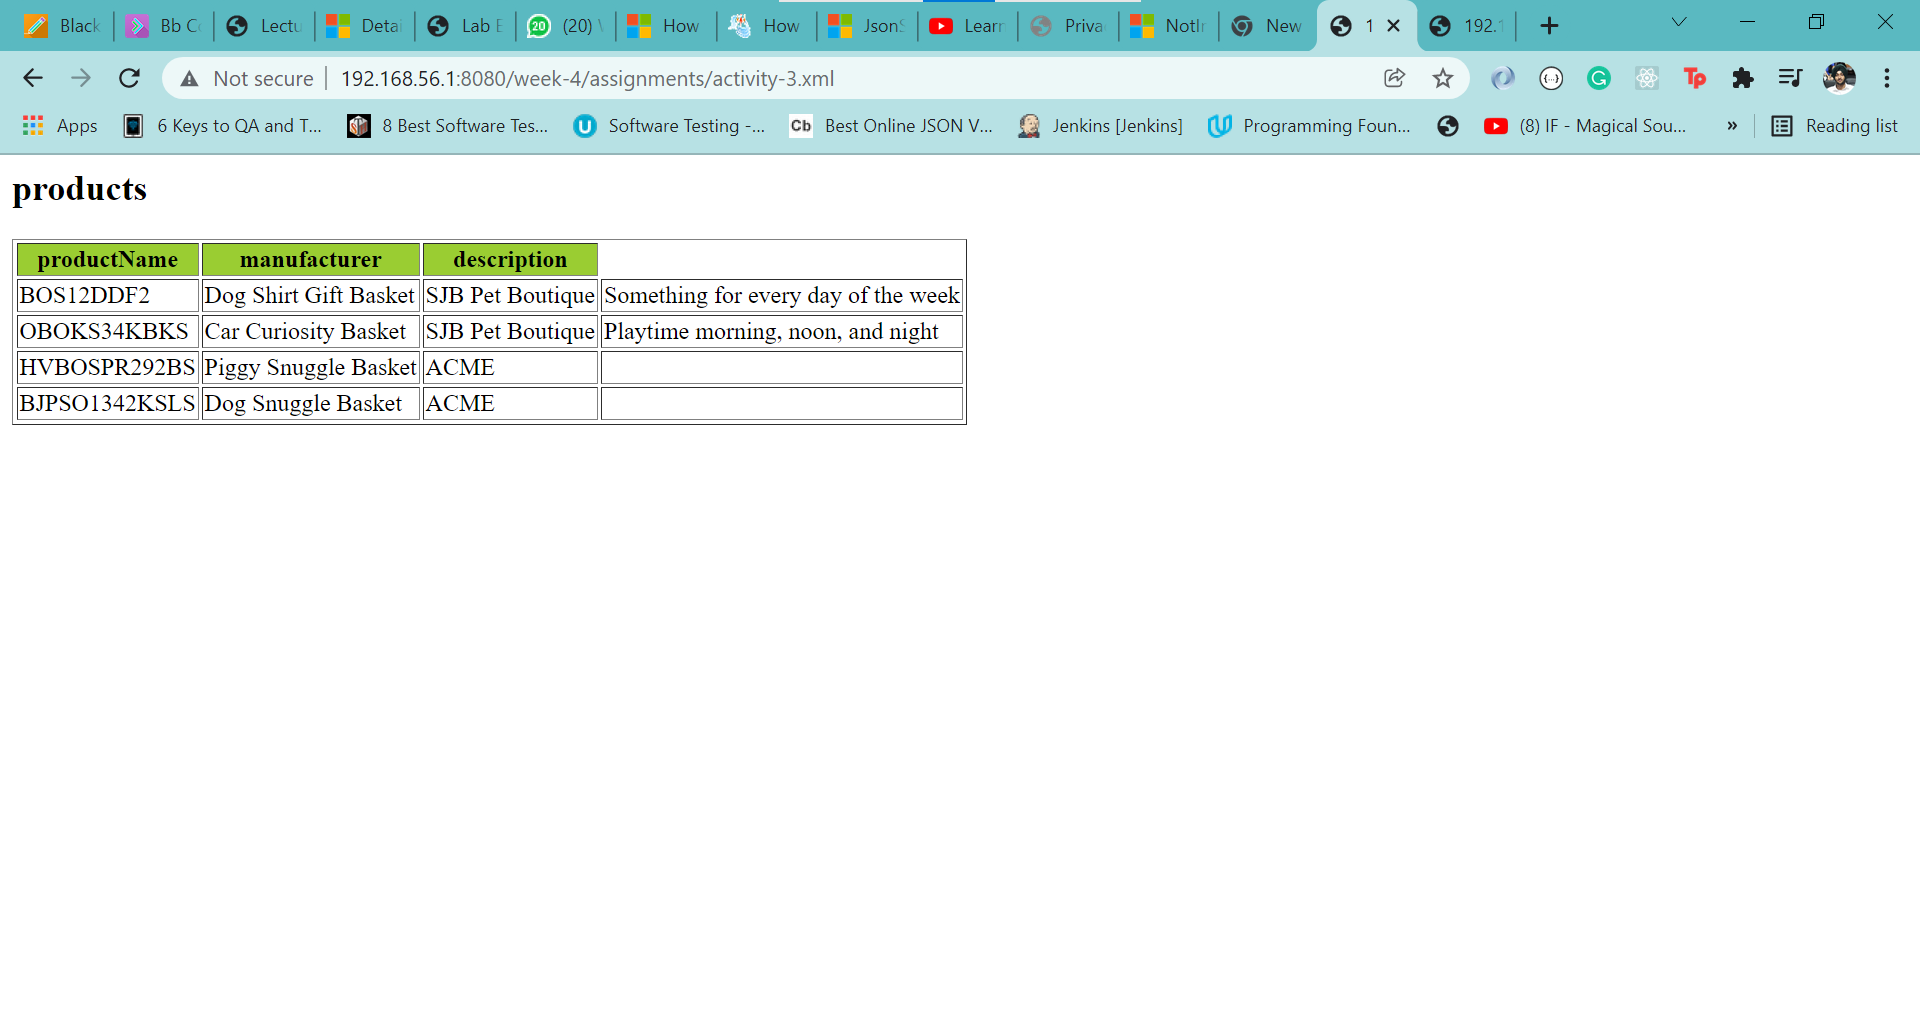 Black Bb C Lectu Detai Lab E (20) How How JsonS Learn Priva NotIn New 1 192.1
Not secure 192.168.56.1:8080/week-4/assignments/activity-3.xml
Apps 6 Keys to QA and T... 8 Best Software Tes... Software Testing -... Cb Best Online JSON V... Jenkins [Jenkins] Programming Foun... (8) IF - Magical Sou... » Reading list
products
productName manufacturer description
BOS12DDF2 Dog Shirt Gift Basket SJB Pet Boutique Something for every day of the week
OBOKS34KBKS Car Curiosity Basket SJB Pet Boutique Playtime morning, noon, and night
HVBOSPR292BS Piggy Snuggle Basket ACME
BJPSO1342KSLS Dog Snuggle Basket ACME